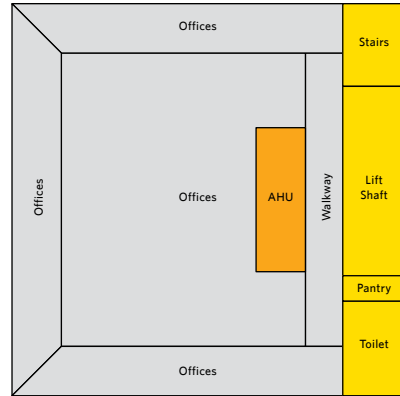 Offices
Stairs
Offices
Offices
AHU
Walkway
Lift
Shaft
Pantry
Toilet
Offices